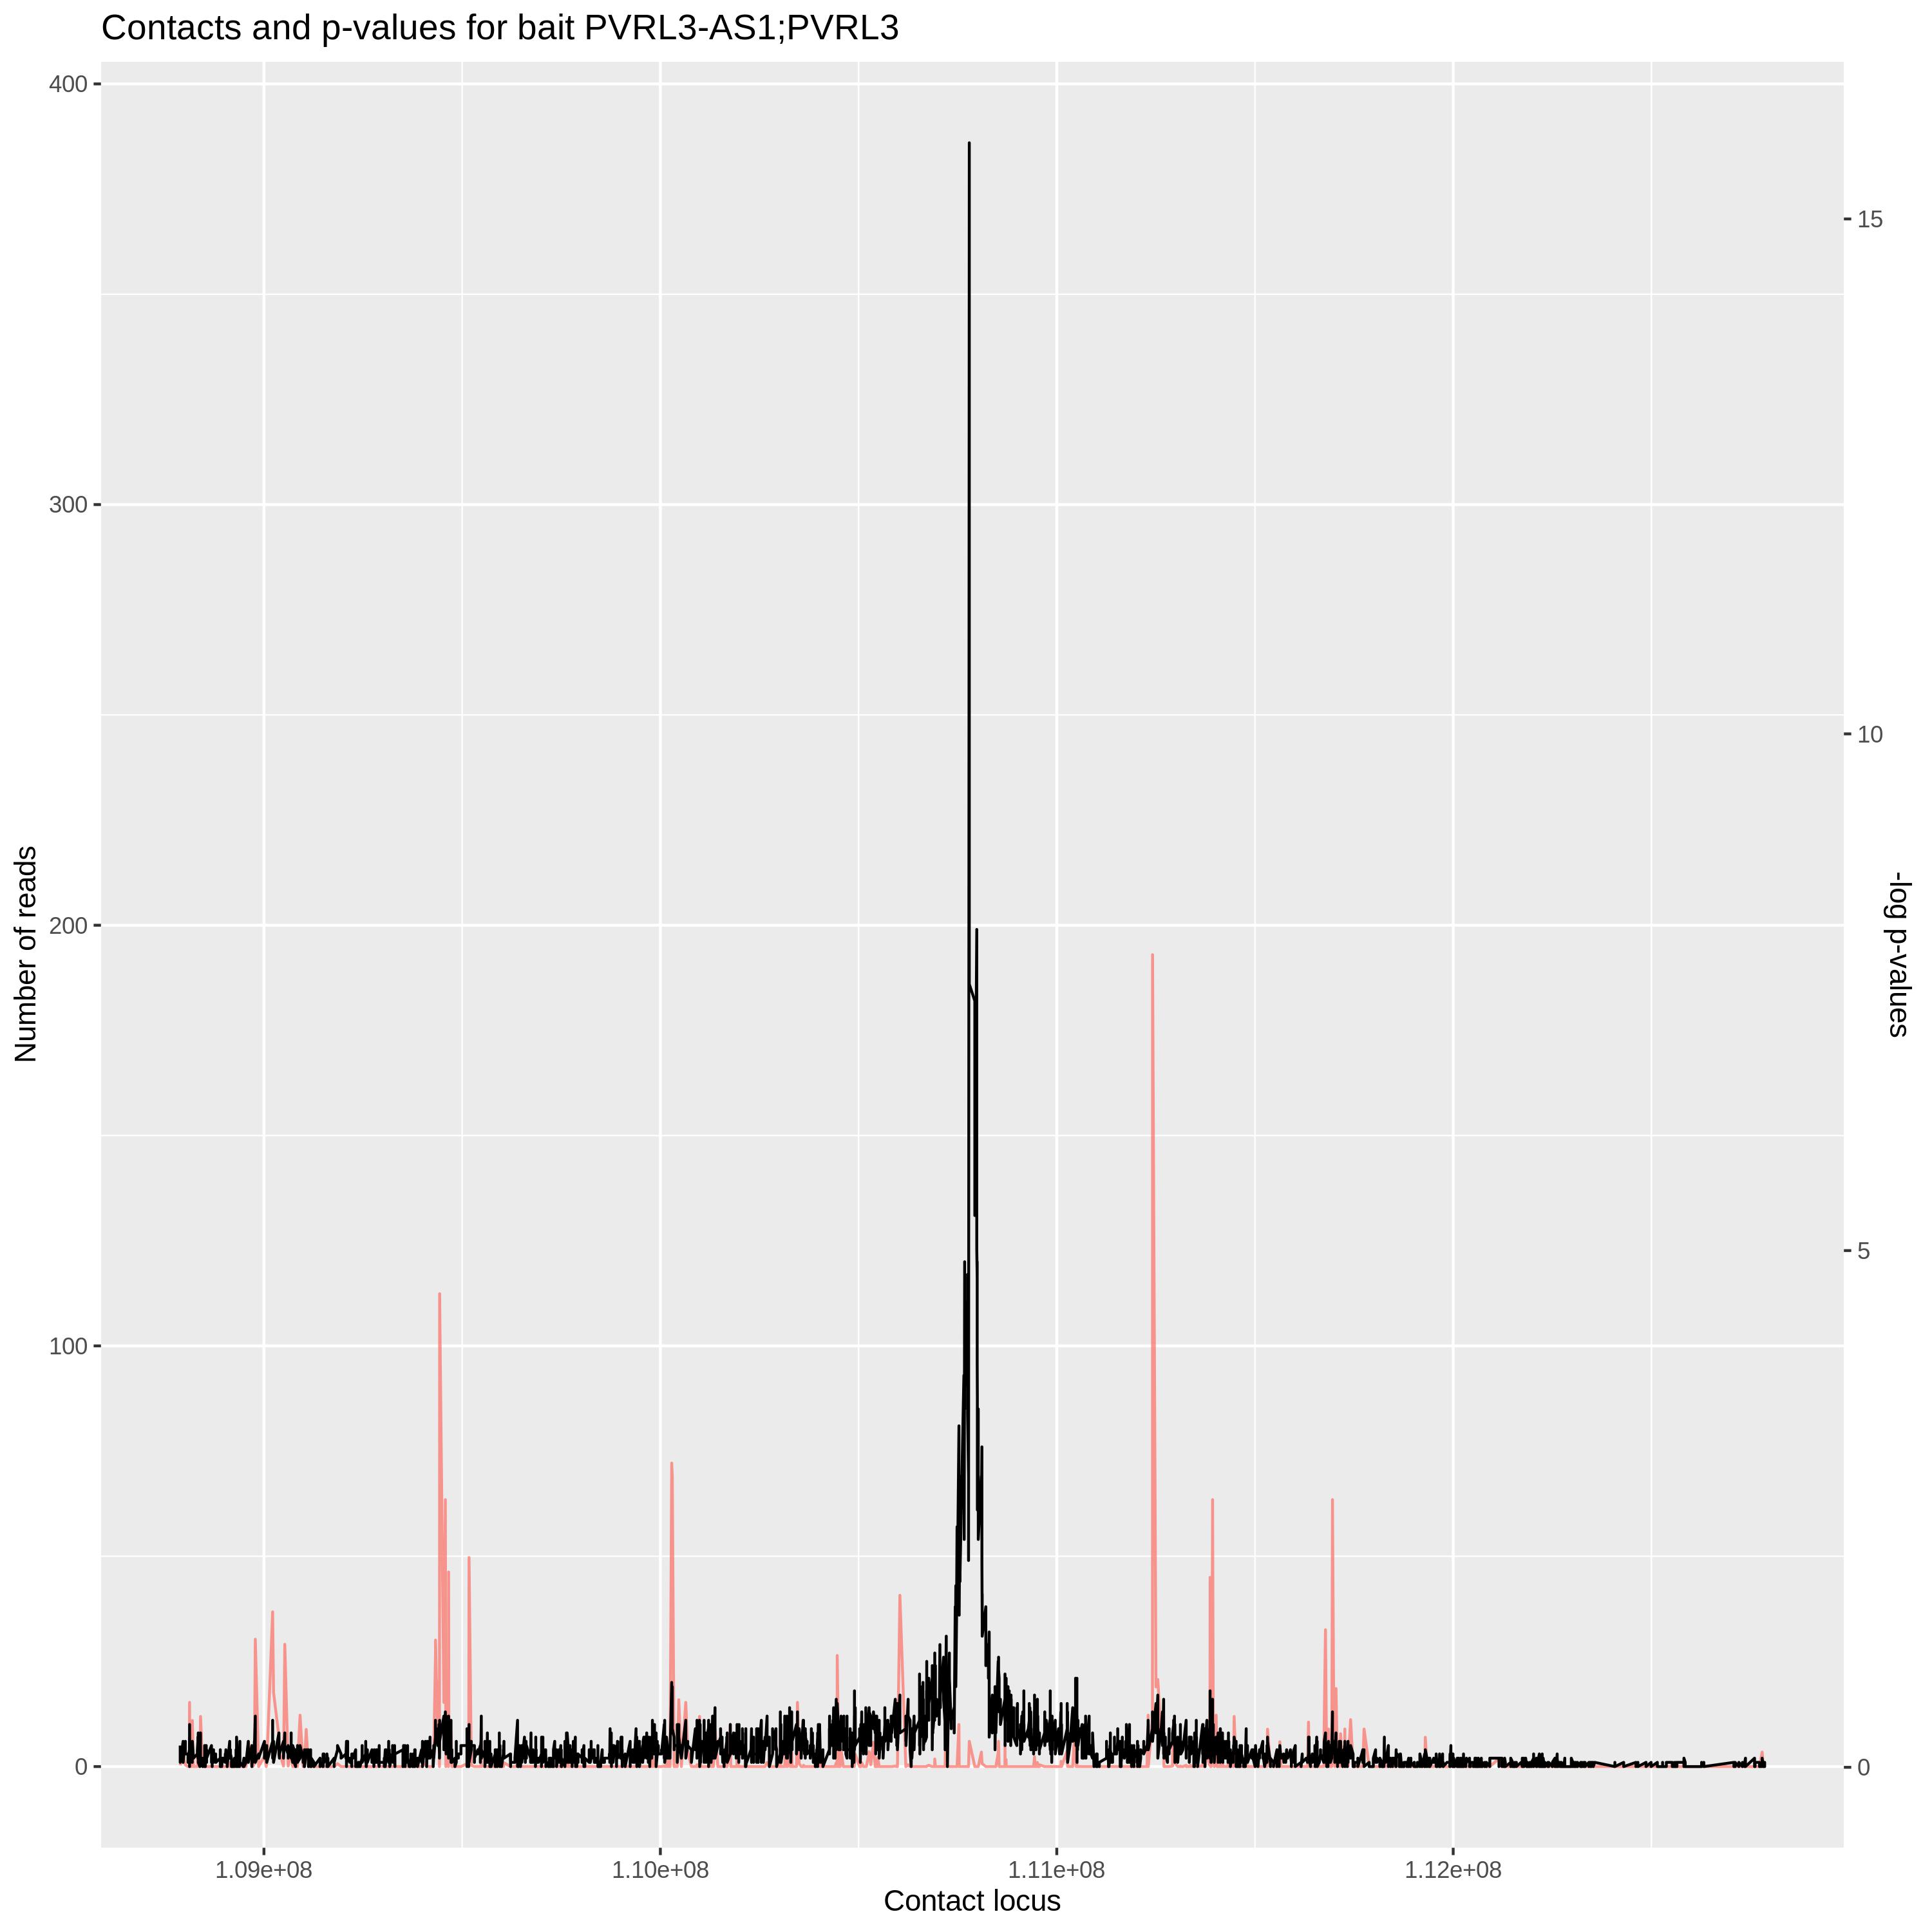 Contacts and p-values for bait PVRL3-AS1;PVRL3
400
300
200
100
0
Number of reads
15
10
5
0
-log p-values
1.09e+08 1.10e+08 1.11e+08 1.12e+08
Contact locus